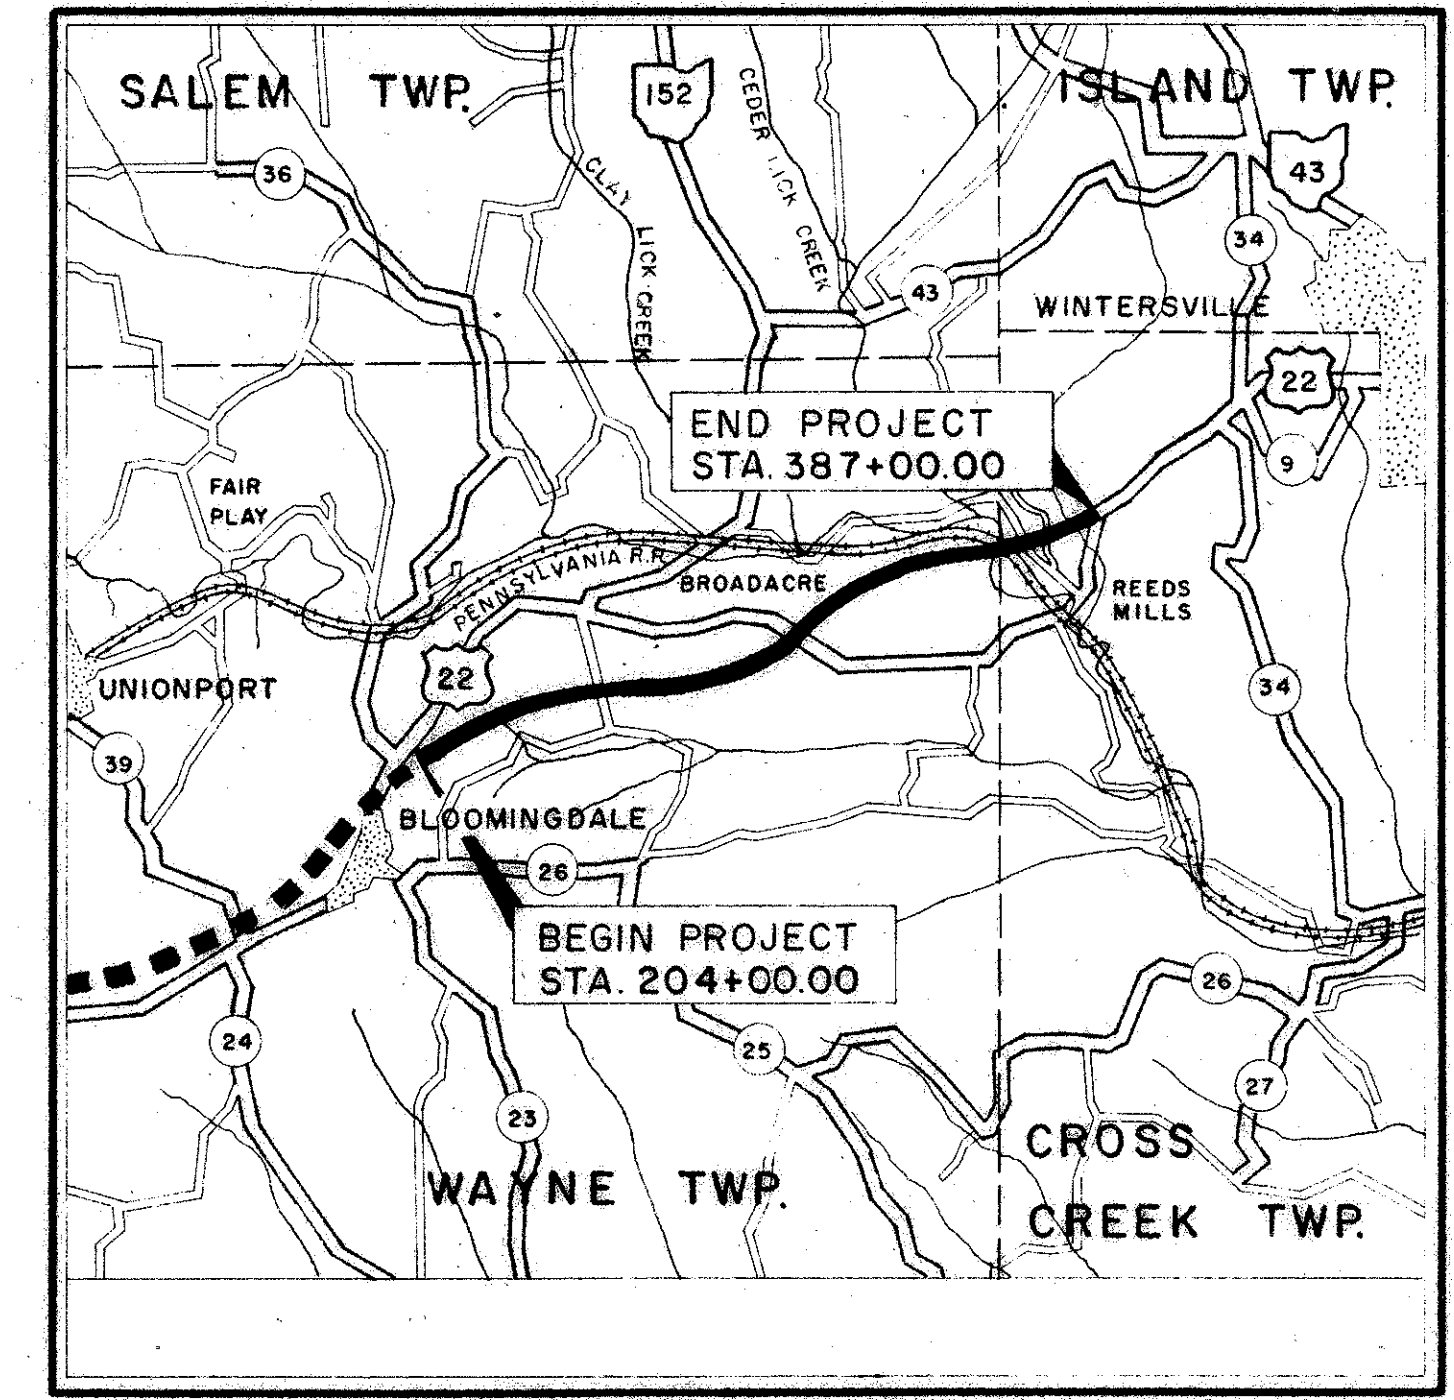 SALEM TWP.
ISLAND TWP.
152
CEDER LICK CREEK
36
CLAY LICK CREEK
43
34
43
WINTERSVILLE
22
END PROJECT
STA. 387+00.00
9
FAIR
PLAY
PENNSYLVANIA R.R.
BROADACRE
REEDS
MILLS
22
UNIONPORT
34
39
BLOOMINGDALE
26
BEGIN PROJECT
STA. 204+00.00
26
24
25
27
23
CROSS
WAYNE TWP.
CREEK TWP.